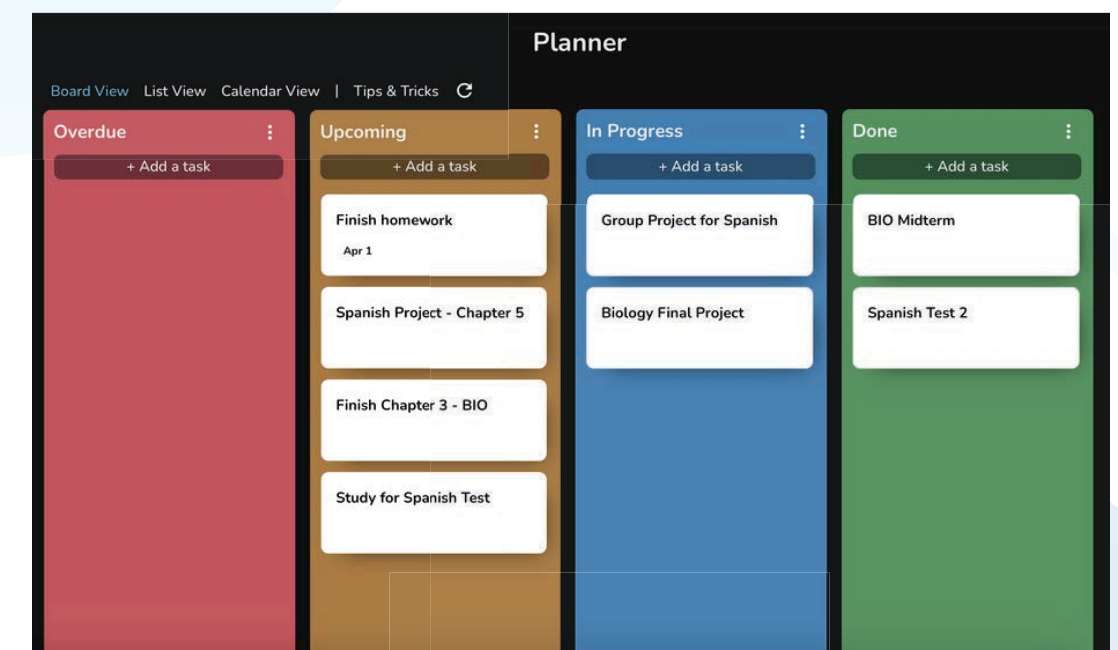 Planner
Board View List View Calendar View | Tips & Tricks
Overdue
+ Add a task
Upcoming
+ Add a task
Finish homework
Apr 1
Spanish Project - Chapter 5
Finish Chapter 3 - BIO
Study for Spanish Test
In Progress
+ Add a task
Group Project for Spanish
Biology Final Project
Done
+ Add a task
BIO Midterm
Spanish Test 2